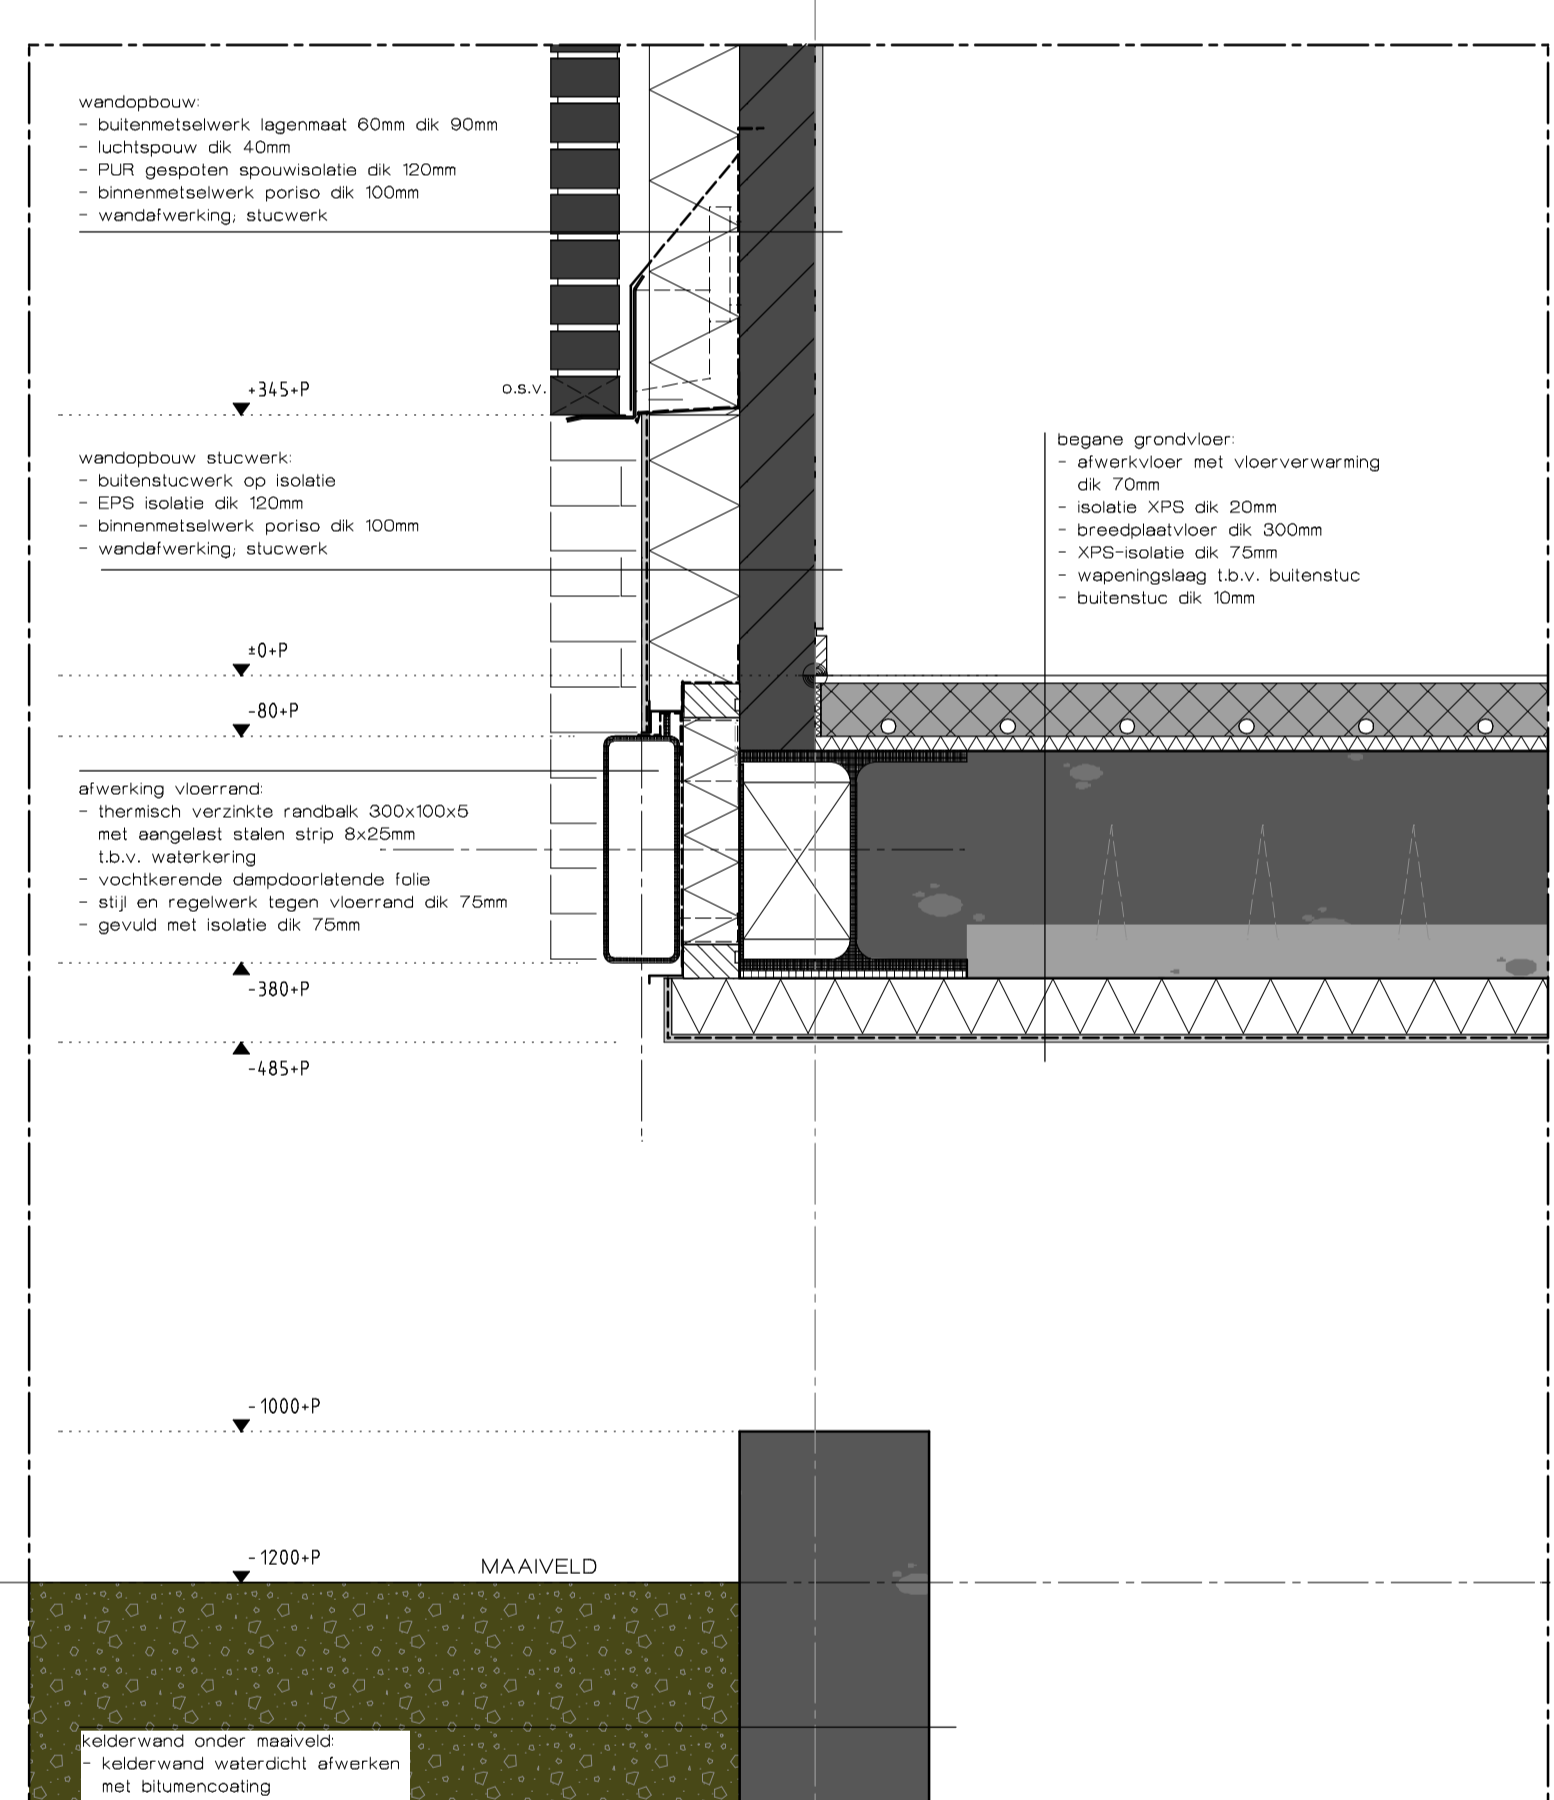 wandopbouw:
- buitenmetselwerk lagenmaat 60mm dik 90mm
- luchtspouw dik 40mm
- PUR gespoten spouwisolatie dik 120mm
- binnenmetselwerk poriso dik 100mm
- wandafwerking; stucwerk
+345+P
o.s.v.
wandopbouw stucwerk:
- buitenstucwerk op isolatie
- EPS isolatie dik 120mm
- binnenmetselwerk poriso dik 100mm
- wandafwerking; stucwerk
begane grondvloer:
- afwerkvloer met vloerverwarming
dik 70mm
- isolatie XPS dik 20mm
- breedplaatvloer dik 300mm
- XPS-isolatie dik 75mm
- wapeningslaag t.b.v. buitenstuc
- buitenstuc dik 10mm
±0+P
-80+P
afwerking vloerrand:
- thermisch verzinkte randbalk 300x100x5
met aangelast stalen strip 8x25mm
t.b.v. waterkering
- vochtkerende dampdoorlatende folie
- stijl en regelwerk tegen vloerrand dik 75mm
- gevuld met isolatie dik 75mm
-380+P
-485+P
-1000+P
-1200+P
MAAIVELD
kelderwand onder maaiveld:
- kelderwand waterdicht afwerken
met bitumencoating